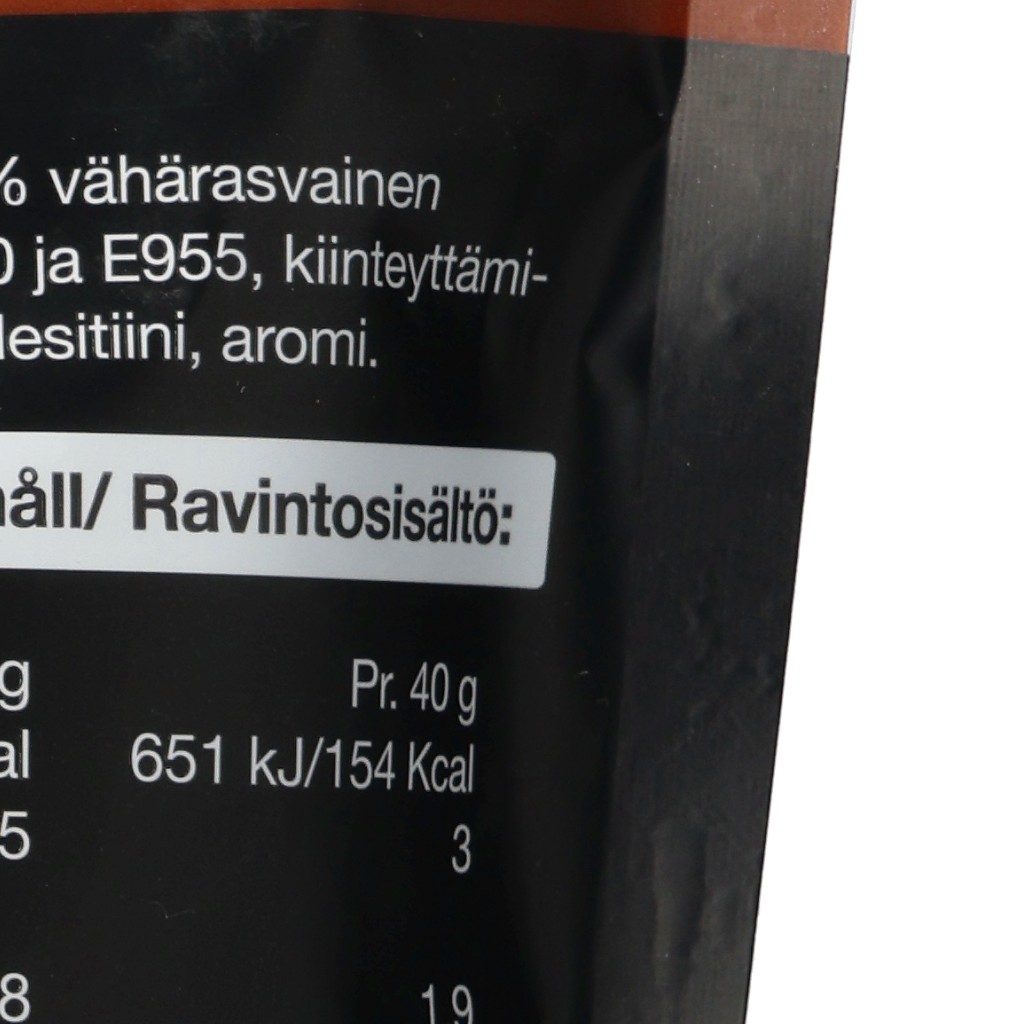 % vähärasvainen
0 ja E955, kiinteyttämi-
lesitiini, aromi.
håll/ Ravintosisältö:
g Pr. 40 g
al 651 kJ/154 Kcal
5 3
8 1,9